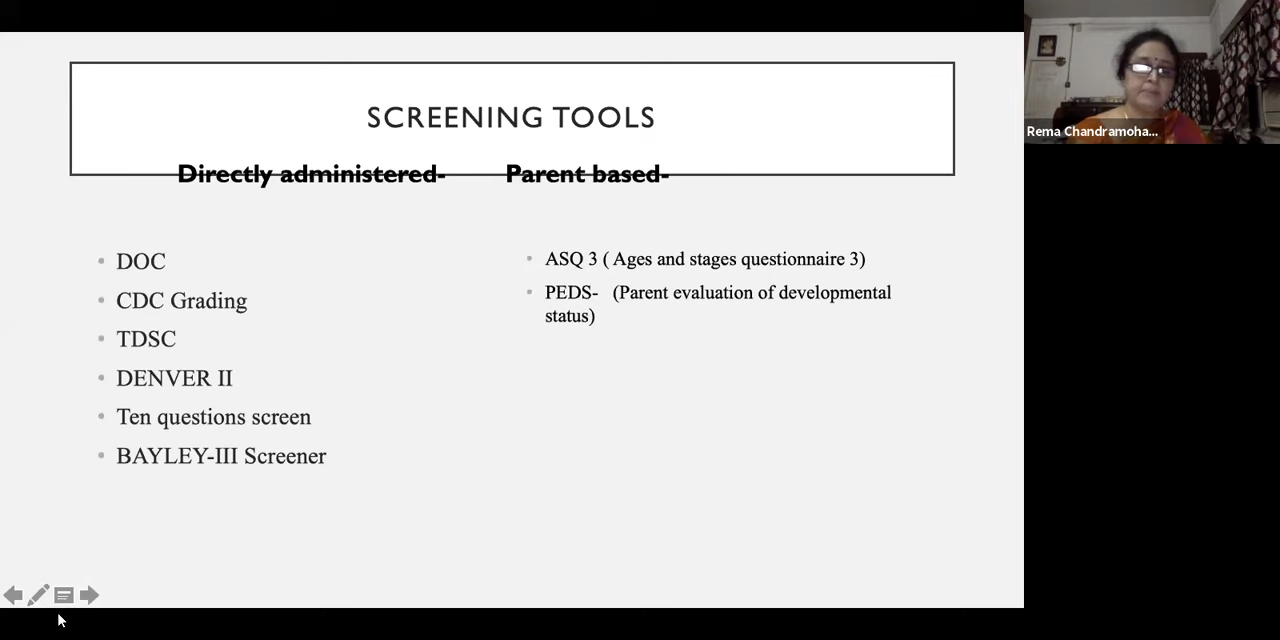 SCREENING TOOLS
Directly administered-
DOC
CDC Grading
TDSC
DENVER II
Ten questions screen
BAYLEY-III Screener
Parent based-
ASQ 3 ( Ages and stages questionnaire 3)
PEDS- (Parent evaluation of developmental
status)
Rema Chandramoha...